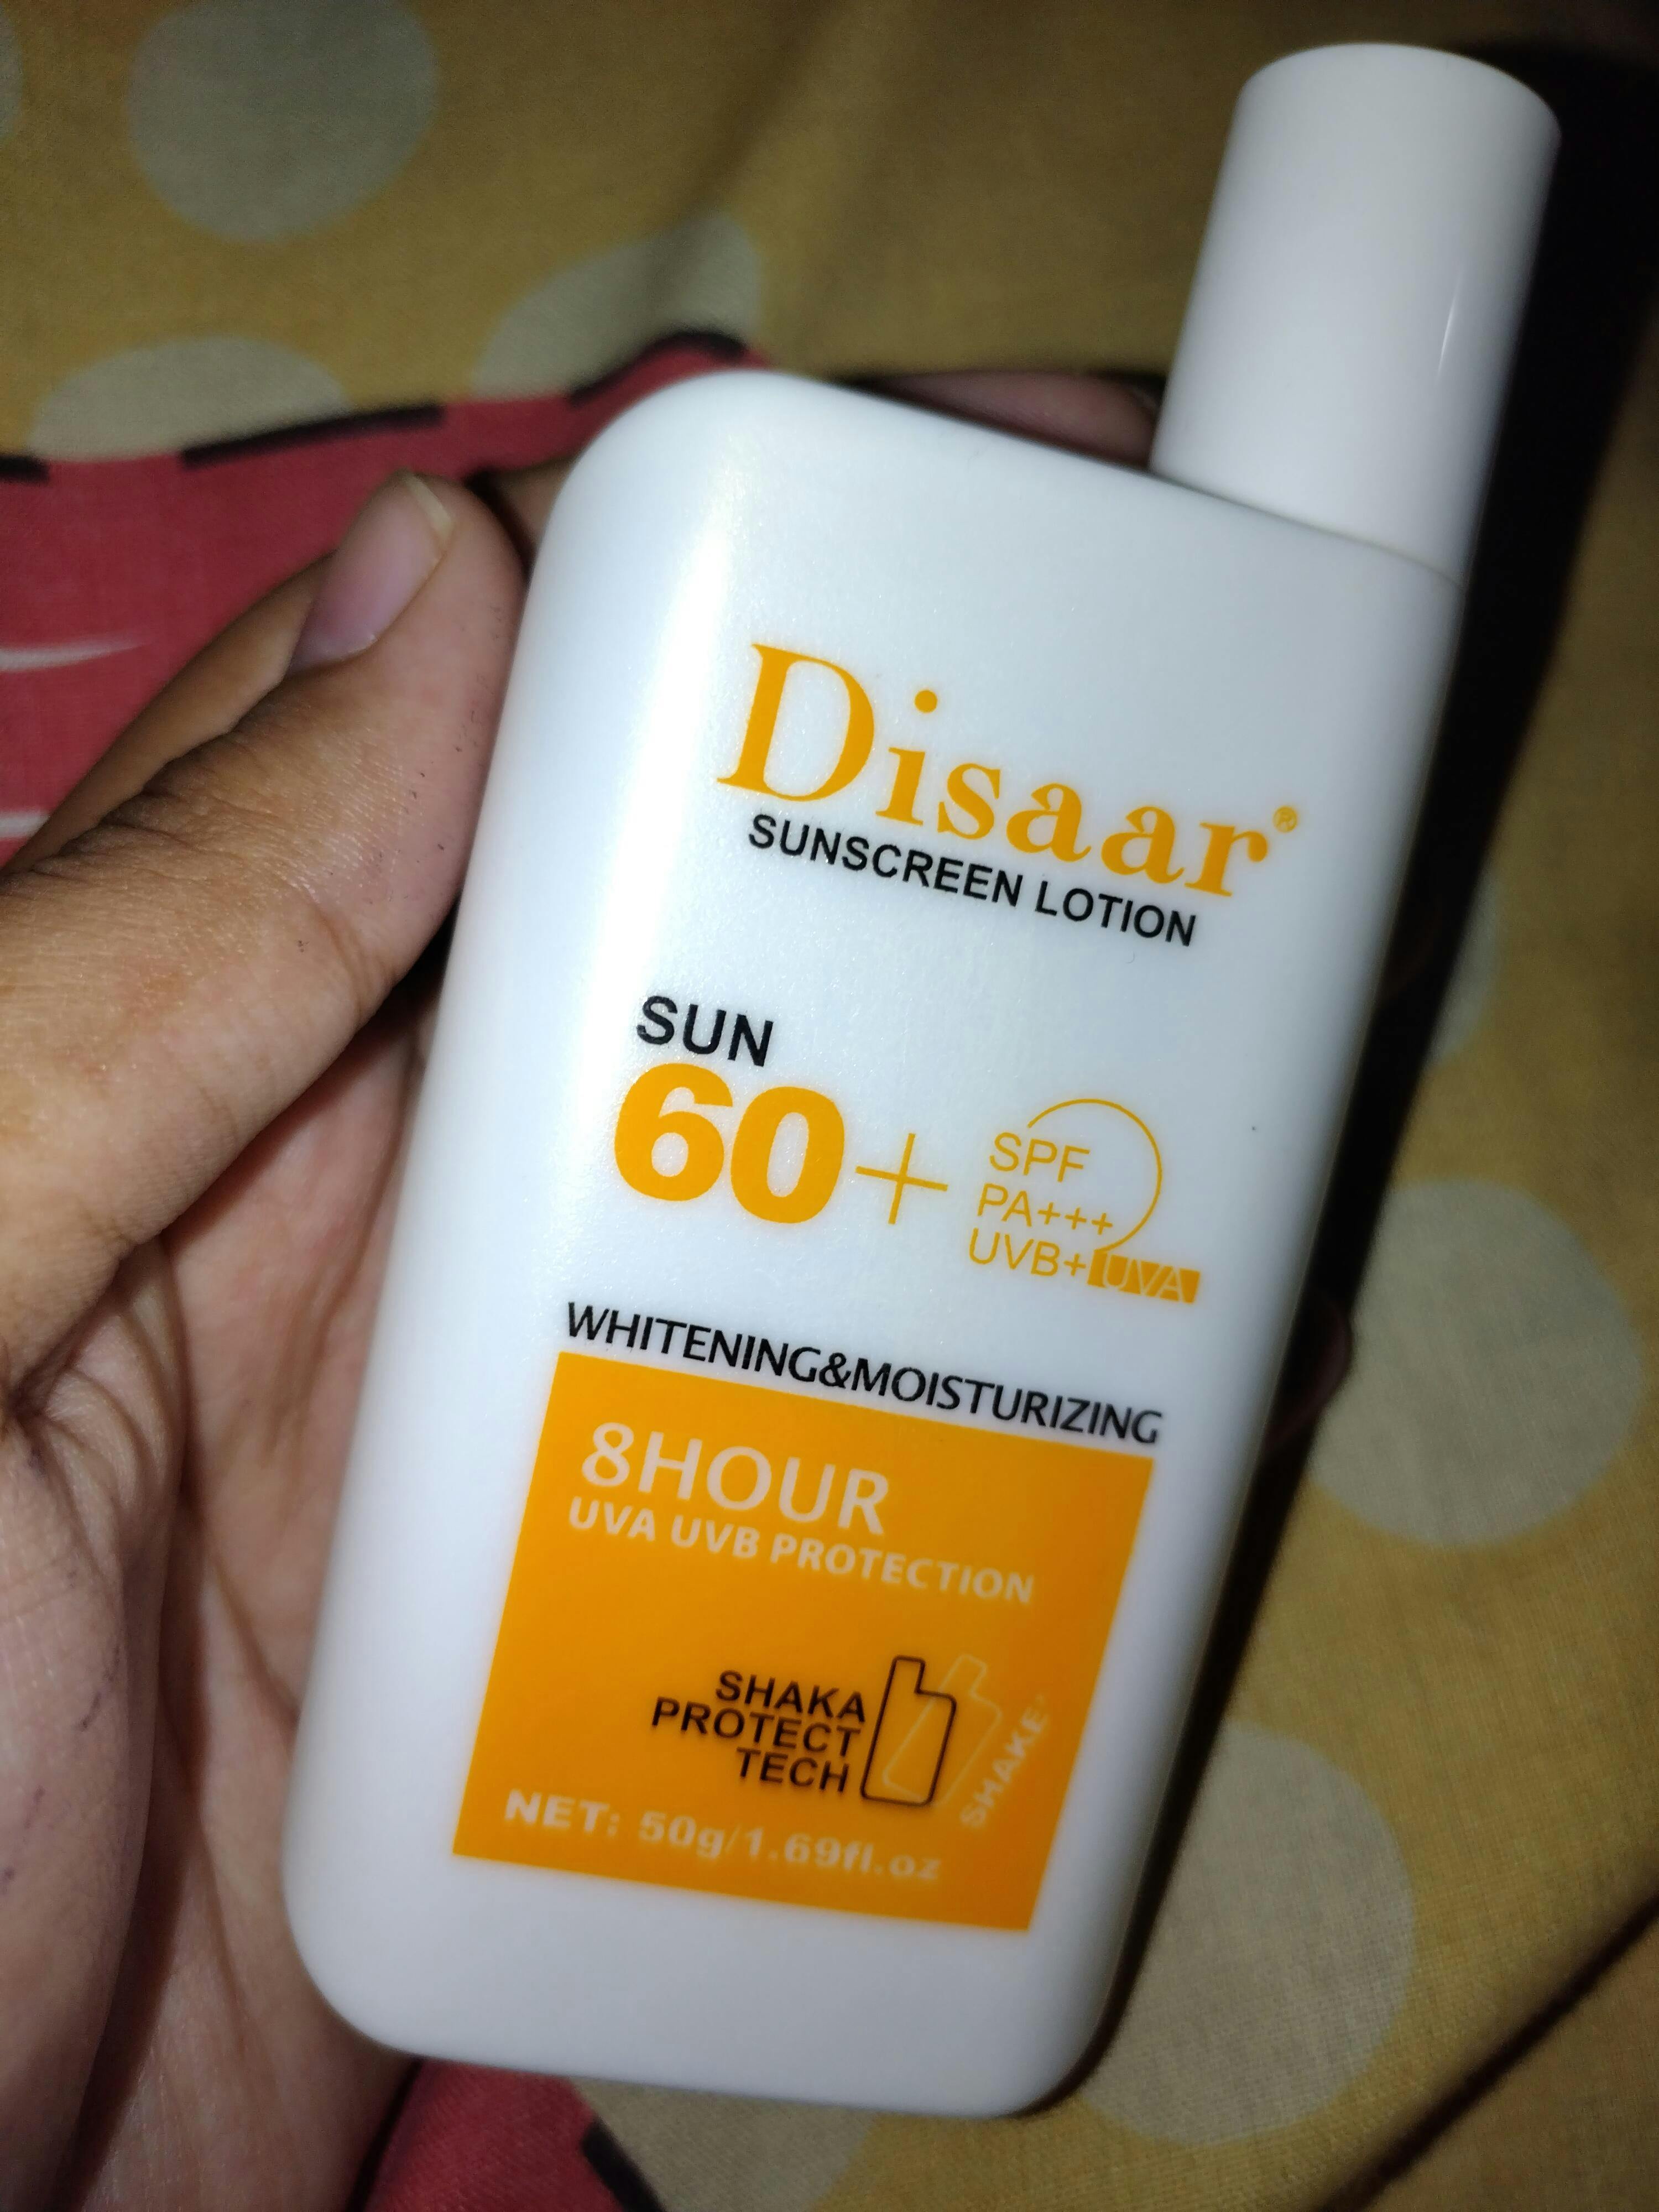 Disaar®
SUNSCREEN LOTION
SUN
60+
SPF
PA+++
UVB+UVA
WHITENING&MOISTURIZING
8HOUR
UVA UVB PROTECTION
SHAKA
PROTECT
TECH
SHAKE.
NET: 50g/1.69fl.oz